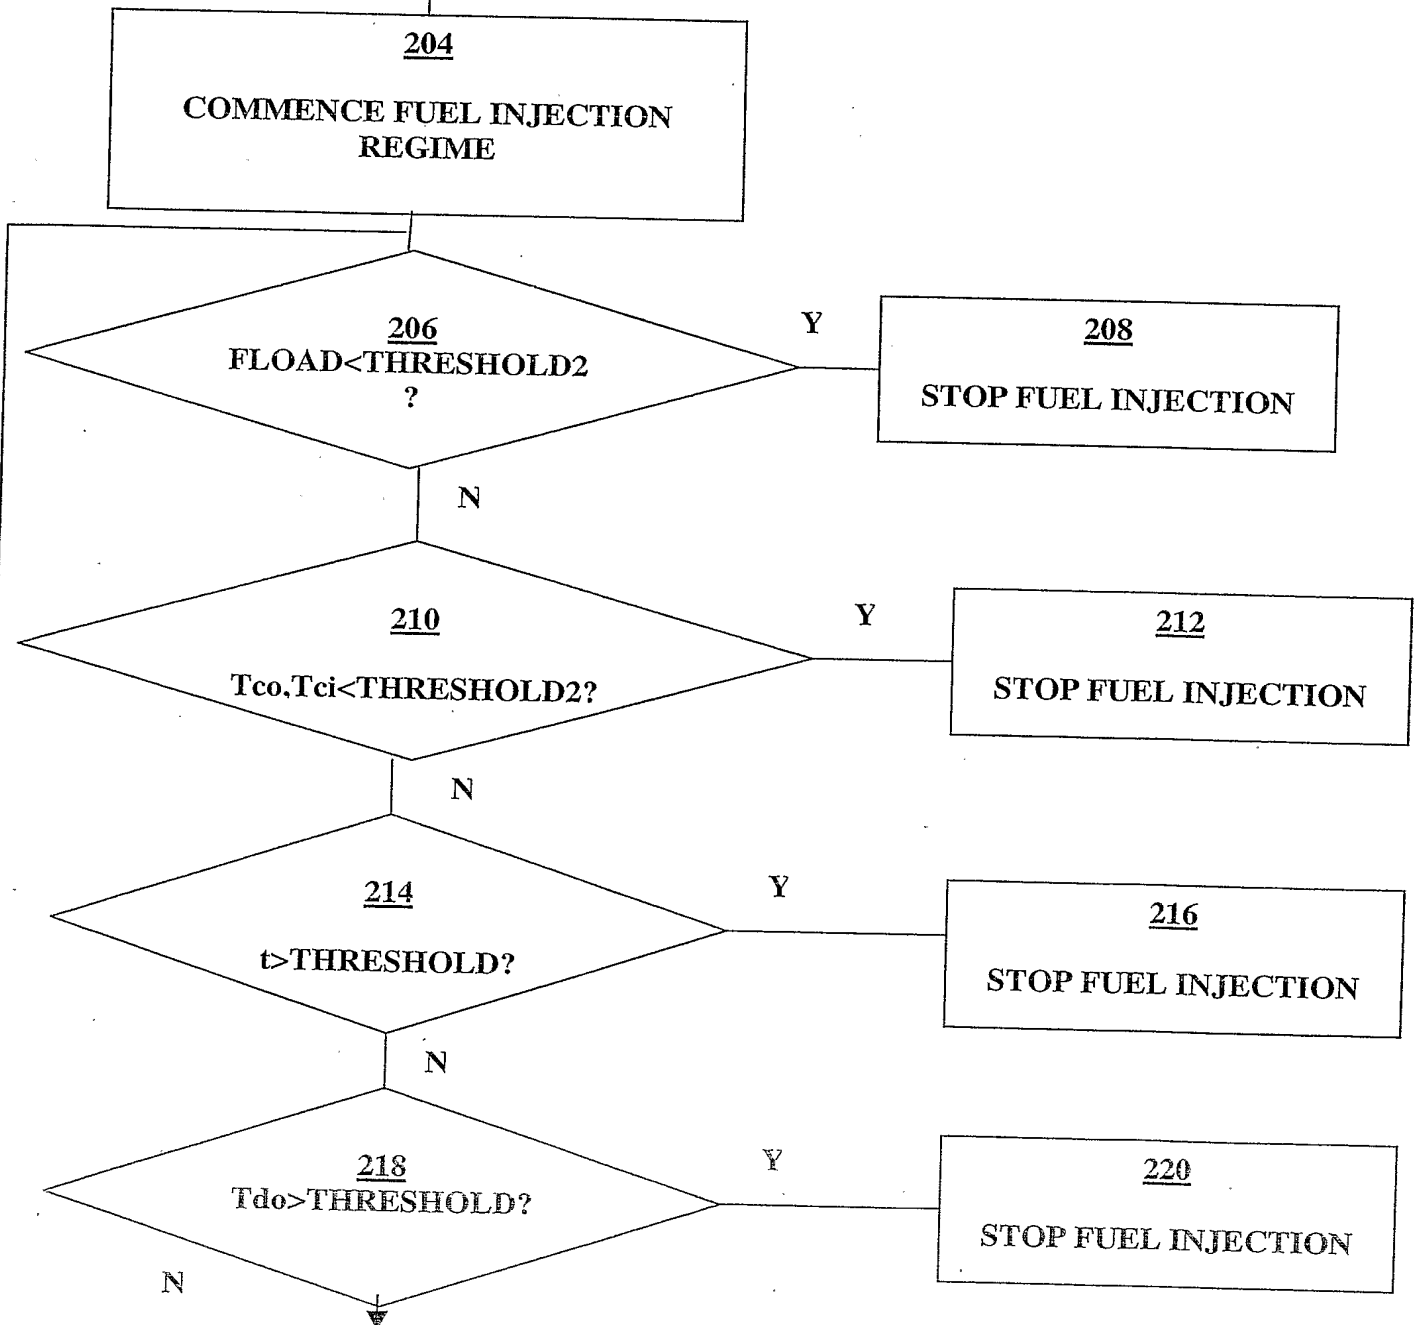 204
COMMENCE FUEL INJECTION
REGIME
206
FLOAD<THRESHOLD2
?
Y
208
STOP FUEL INJECTION
N
210
Tco,Tci<THRESHOLD2?
Y
212
STOP FUEL INJECTION
N
214
t>THRESHOLD?
Y
216
STOP FUEL INJECTION
N
218
Tdo>THRESHOLD?
Y
220
STOP FUEL INJECTION
N